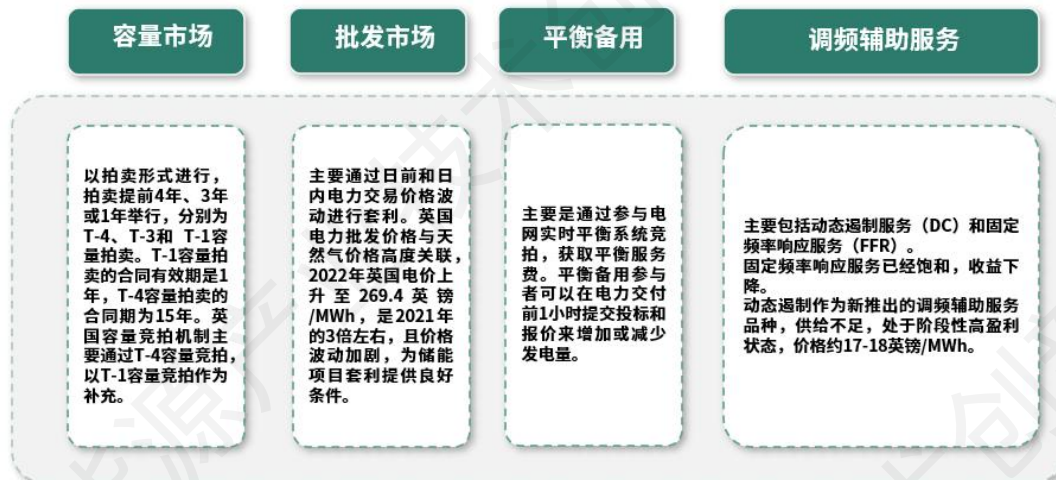 容量市场
批发市场
平衡备用
调频辅助服务
以拍卖形式进行，
拍卖提前4年、3年
或1年举行，分别为
T-4、T-3和 T-1容
量拍卖。T-1容量拍
卖的合同有效期是1
年，T-4容量拍卖的
合同期为15年。英
国容量竞拍机制主
要通过T-4容量竞拍，
以T-1容量竞拍作为
补充。
主要通过日前和日
内电力交易价格波
动进行套利。英国
电力批发价格与天
然气价格高度关联，
2022年英国电价上
升至269.4英镑
/MWh，是2021年
的3倍左右，且价格
波动加剧，为储能
项目套利提供良好
条件。
主要是通过参与电
网实时平衡系统竞
拍，获取平衡服务
费。平衡备用参与
者可以在电力交付
前1小时提交投标和
报价来增加或减少
发电量。
主要包括动态遏制服务（DC）和固定
频率响应服务（FFR）。
固定频率响应服务已经饱和，收益下
降。
动态遏制作为新推出的调频辅助服务
品种，供给不足，处于阶段性高盈利
状态，价格约17-18英镑/MWh。